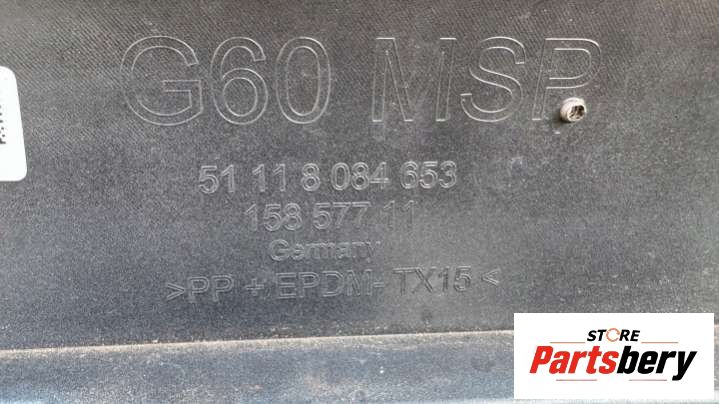 G60 MSP
51 11 8 084 653
158 577 11
Germany
>PP + EPDM- TX15<
STORE
Partsbery